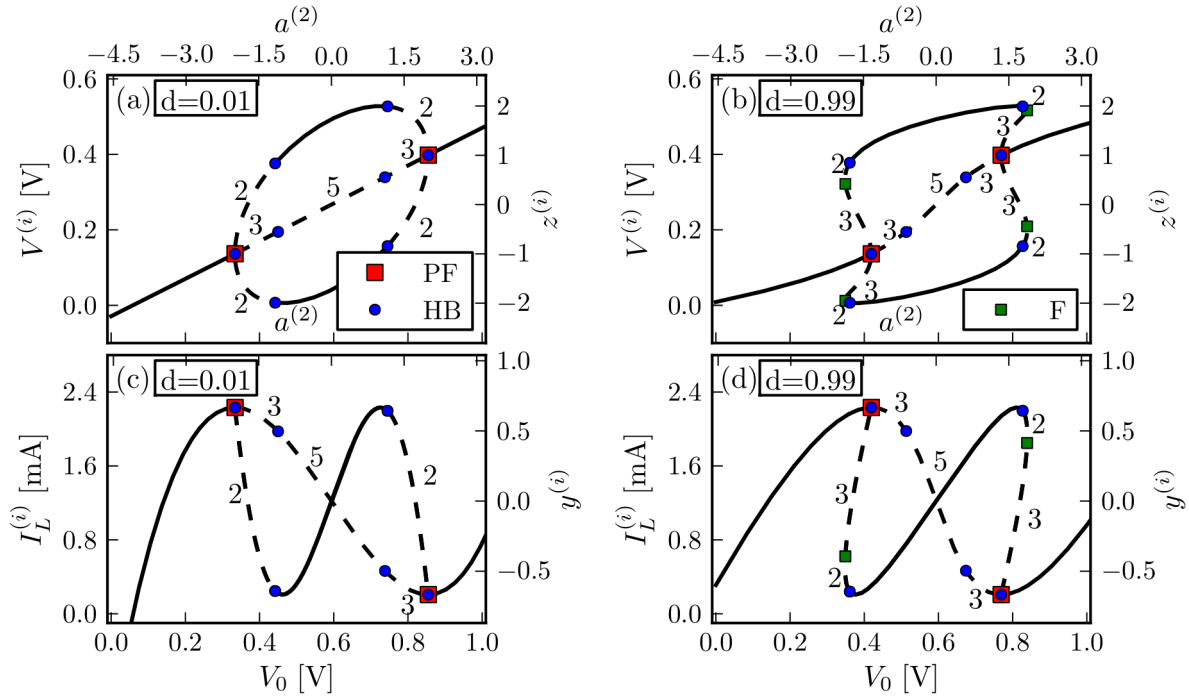 a^(2)
a^(2)
−4.5 −3.0 −1.5 0.0 1.5 3.0
−4.5 −3.0 −1.5 0.0 1.5 3.0
(a) d=0.01
0.6
0.4
0.2
0.0
V^(i) [V]
2
1
0
−1
−2
z^(i)
2
3
5
2
3
2
2
a^(2)
PF
HB
(b) d=0.99
0.6
0.4
0.2
0.0
V^(i) [V]
2
1
0
−1
−2
z^(i)
2
3
2
5
3
3
3
3
3
2
2
a^(2)
F
(c) d=0.01
2.4
1.6
0.8
0.0
I_L^(i) [mA]
1.0
0.5
0.0
−0.5
y^(i)
3
5
2
2
3
(d) d=0.99
2.4
1.6
0.8
0.0
I_L^(i) [mA]
1.0
0.5
0.0
−0.5
y^(i)
3
2
5
3
3
2
3
0.0 0.2 0.4 0.6 0.8 1.0
0.0 0.2 0.4 0.6 0.8 1.0
V_0 [V]
V_0 [V]